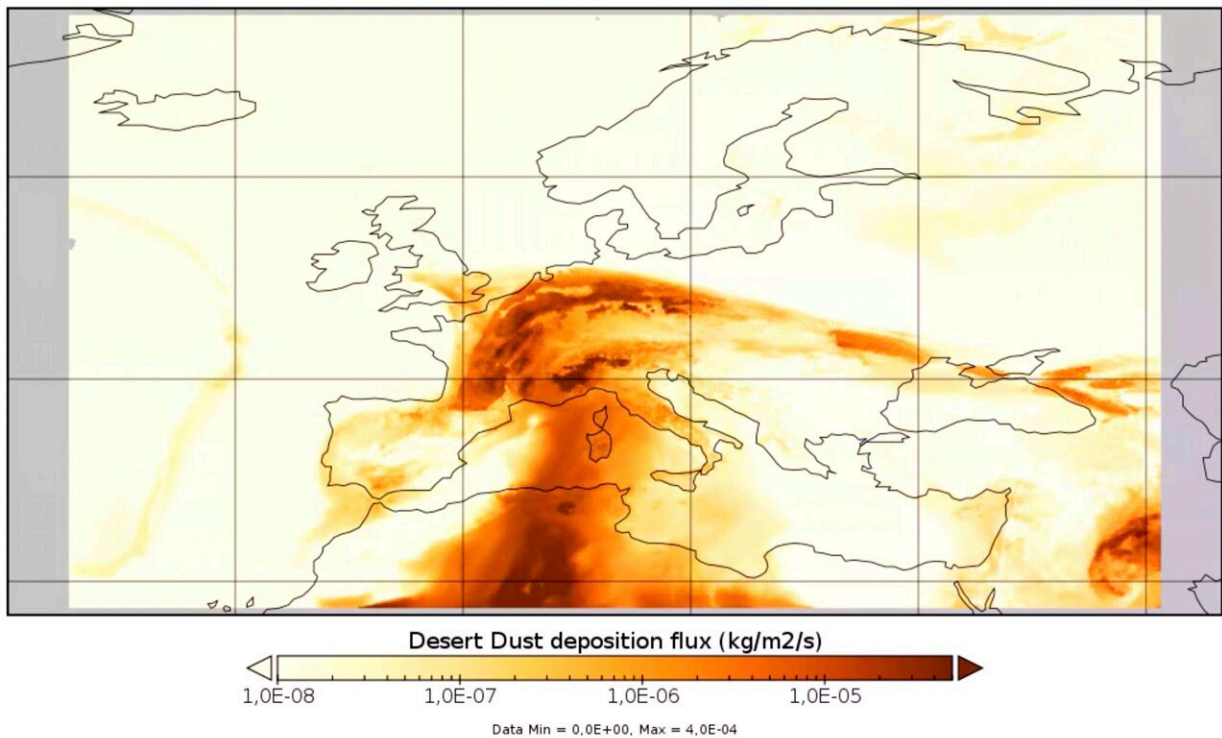 Desert Dust deposition flux (kg/m2/s)
1,0E-08 1,0E-07 1,0E-06 1,0E-05
Data Min = 0,0E+00, Max = 4,0E-04